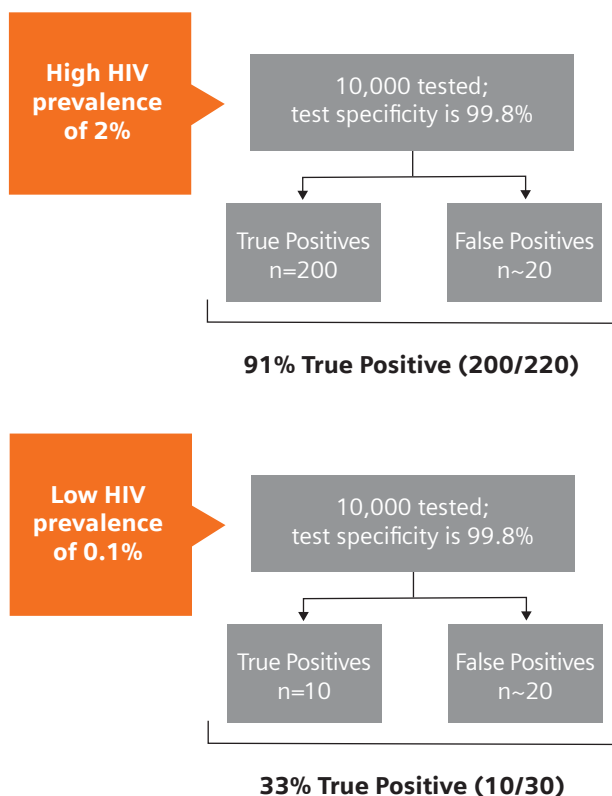 High HIV
prevalence
of 2%
10,000 tested;
test specificity is 99.8%
True Positives
n=200
False Positives
n~20
91% True Positive (200/220)
Low HIV
prevalence
of 0.1%
10,000 tested;
test specificity is 99.8%
True Positives
n=10
False Positives
n~20
33% True Positive (10/30)